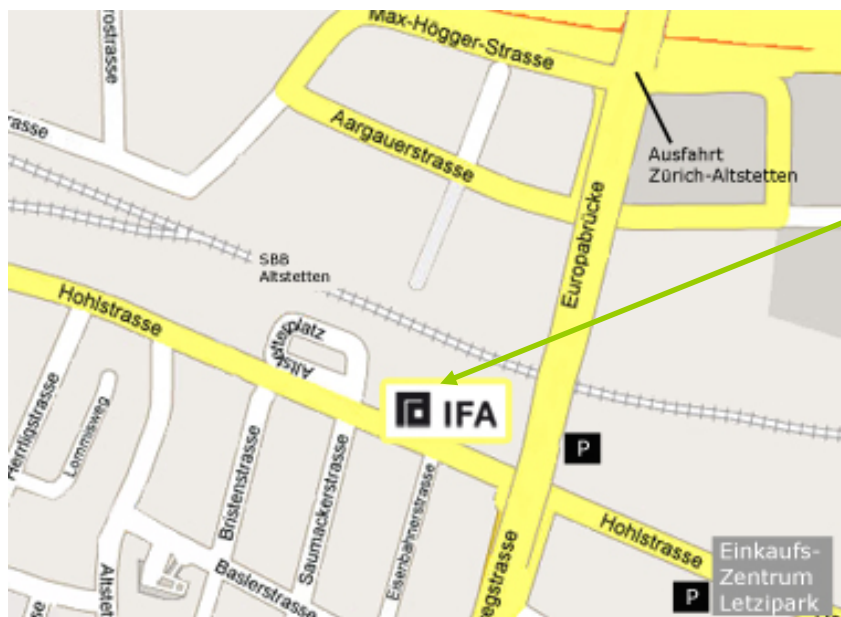 Max-Högger-Strasse
rostrasse
rasse
Aargauerstrasse
Ausfahrt
Zürich-Altstetten
Europabrücke
SBB
Altstetten
Hohlstrasse
Altstetterplatz
IFA
Herrligstrasse
Lommisweg
Bristenstrasse
Saumackerstrasse
Eisenbahnerstrasse
P
Hohlstrasse
Baslerstrasse
Altstet
egstrasse
Einkaufs-
Zentrum
Letzipark
P